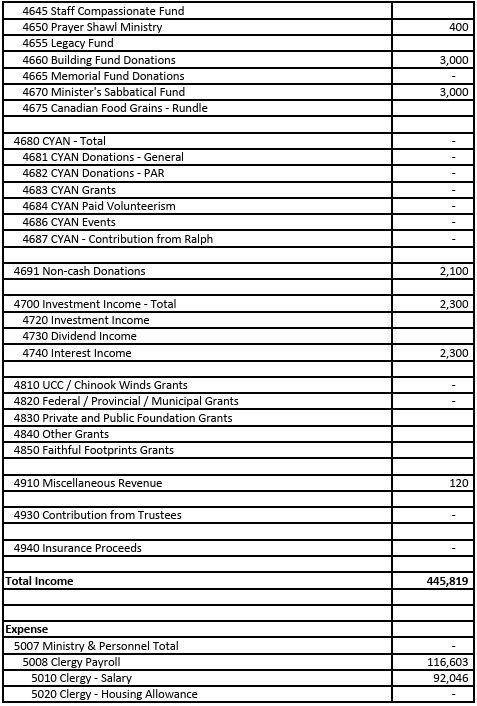 4645 Staff Compassionate Fund
4650 Prayer Shawl Ministry 400
4655 Legacy Fund
4660 Building Fund Donations 3,000
4665 Memorial Fund Donations -
4670 Minister's Sabbatical Fund 3,000
4675 Canadian Food Grains - Rundle
4680 CYAN - Total -
4681 CYAN Donations - General -
4682 CYAN Donations - PAR -
4683 CYAN Grants -
4684 CYAN Paid Volunteerism -
4686 CYAN Events -
4687 CYAN - Contribution from Ralph -
4691 Non-cash Donations 2,100
4700 Investment Income - Total 2,300
4720 Investment Income
4730 Dividend Income
4740 Interest Income 2,300
4810 UCC / Chinook Winds Grants -
4820 Federal / Provincial / Municipal Grants -
4830 Private and Public Foundation Grants
4840 Other Grants
4850 Faithful Footprints Grants
4910 Miscellaneous Revenue 120
4930 Contribution from Trustees -
4940 Insurance Proceeds -
Total Income 445,819
Expense
5007 Ministry & Personnel Total -
5008 Clergy Payroll 116,603
5010 Clergy - Salary 92,046
5020 Clergy - Housing Allowance -